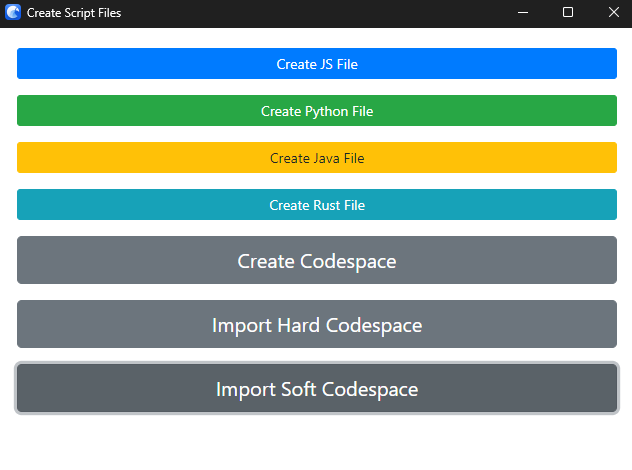 Create Script Files
Create JS File
Create Python File
Create Java File
Create Rust File
Create Codespace
Import Hard Codespace
Import Soft Codespace